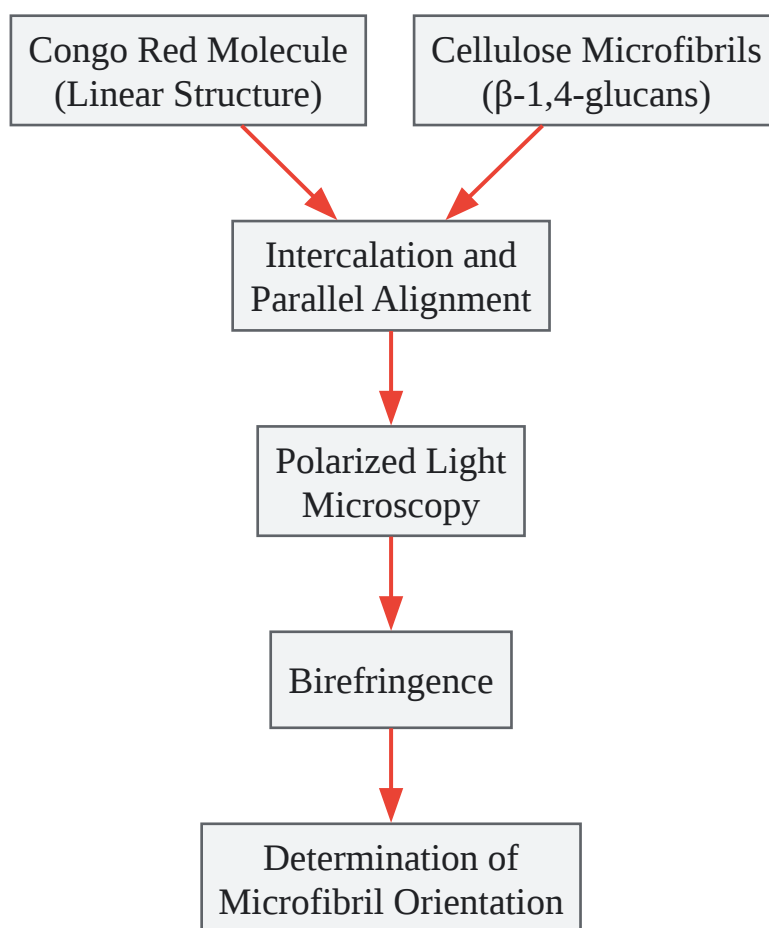 Congo Red Molecule
(Linear Structure)
Cellulose Microfibrils
(β-1,4-glucans)
Intercalation and
Parallel Alignment
Polarized Light
Microscopy
Birefringence
Determination of
Microfibril Orientation